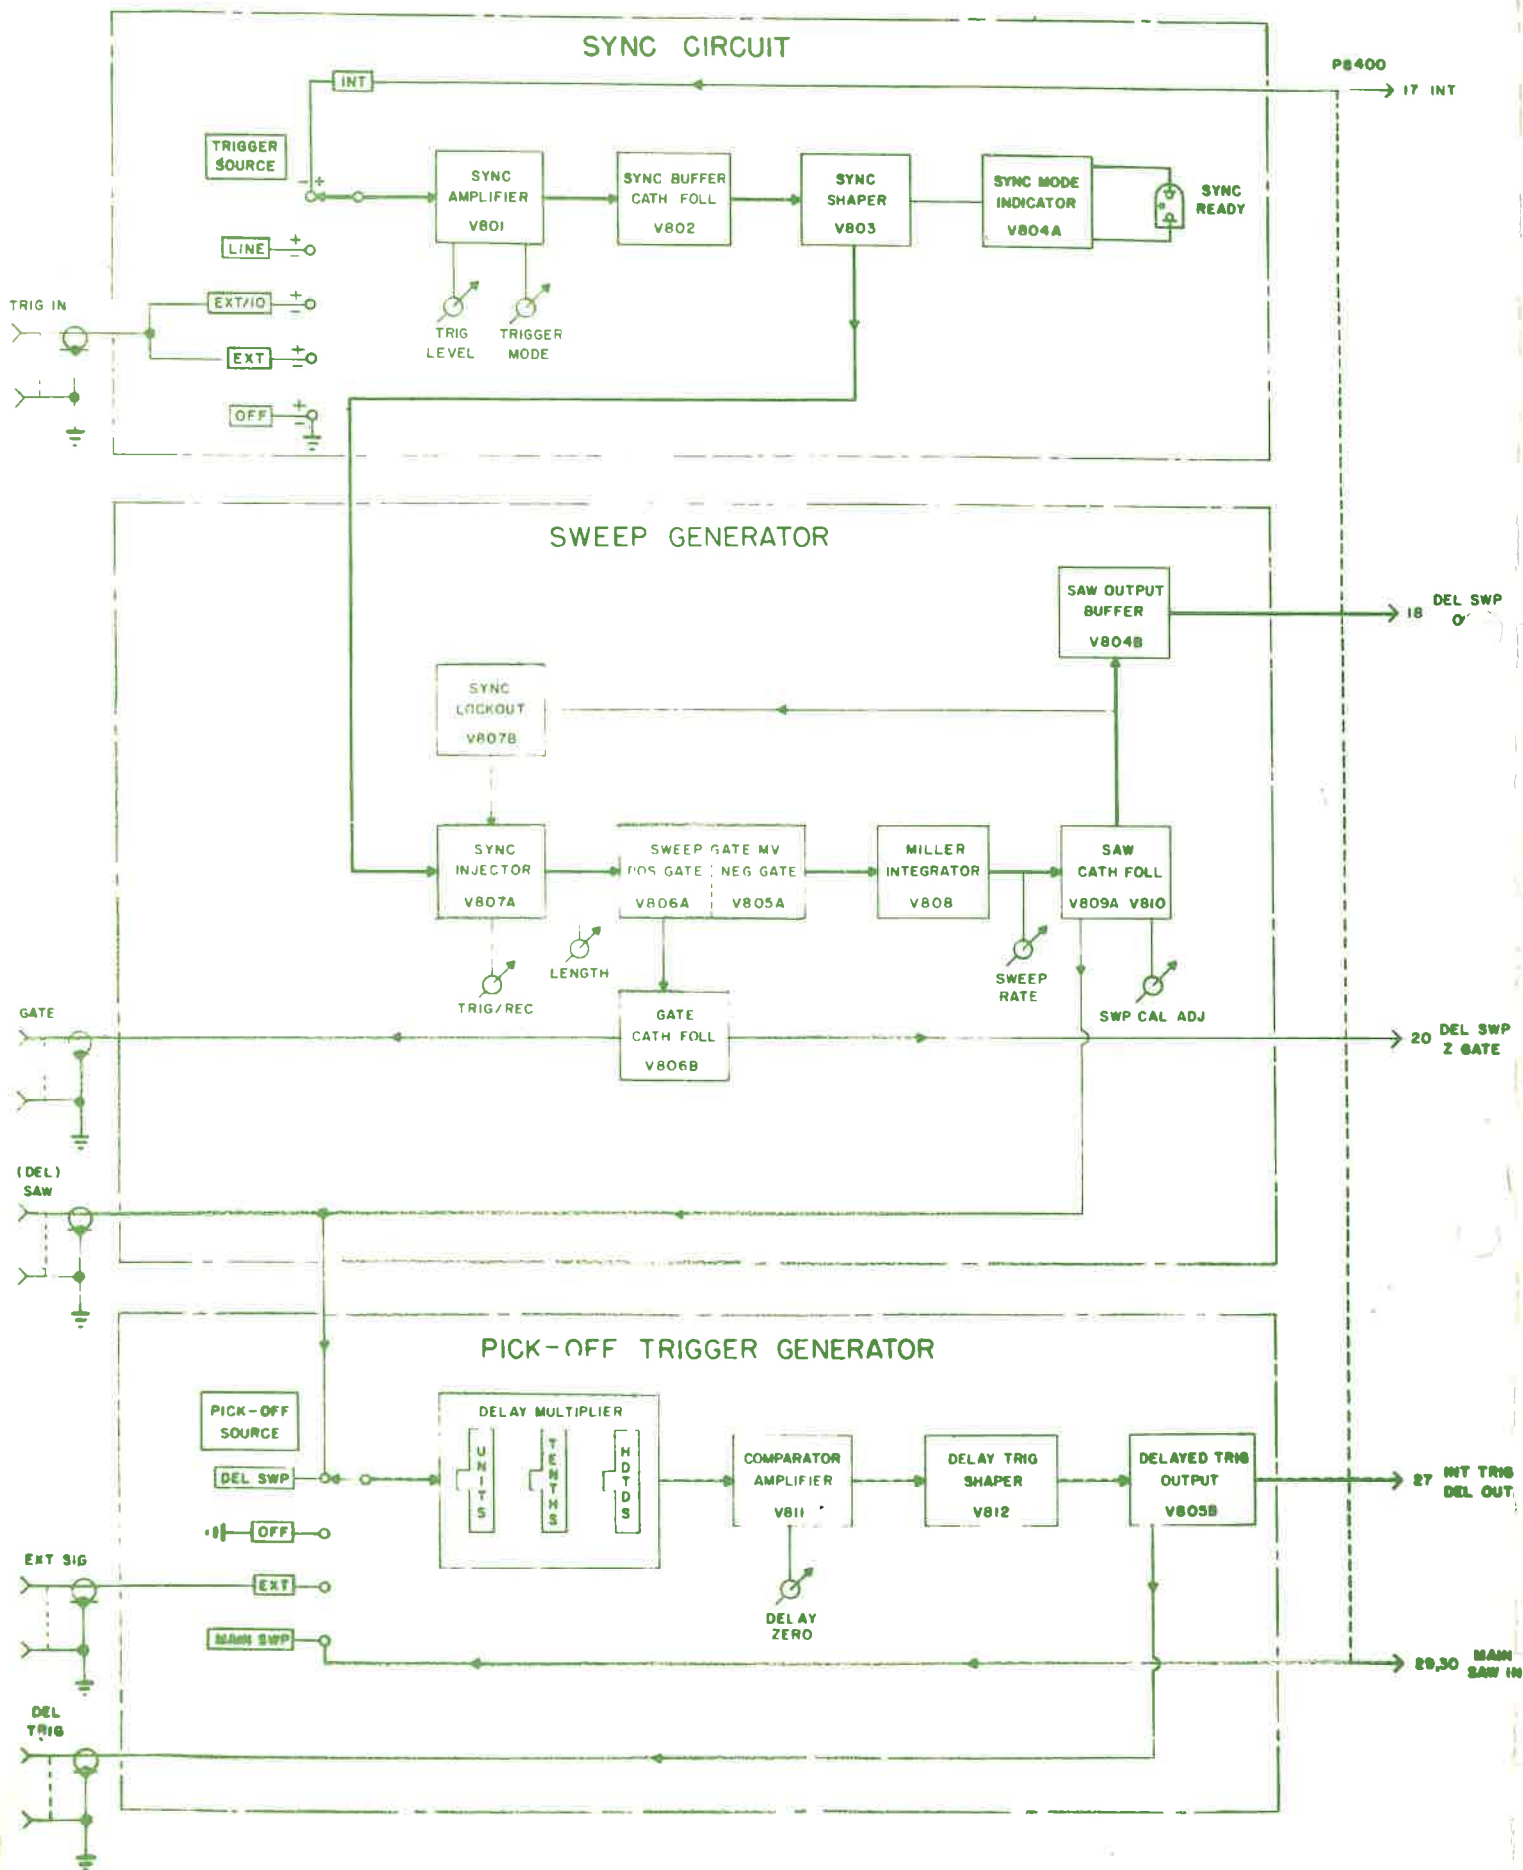 SYNC CIRCUIT
P8400
INT
17 INT
TRIGGER
SOURCE
- +
SYNC
AMPLIFIER
V801
SYNC BUFFER
CATH FOLL
V802
SYNC
SHAPER
V803
SYNC MODE
INDICATOR
V804A
SYNC
READY
LINE
+
-
TRIG IN
EXT/10
+
-
TRIG
LEVEL
TRIGGER
MODE
EXT
+
-
OFF
+
-
SWEEP GENERATOR
SAW OUTPUT
BUFFER
V804B
18 DEL SWP
SYNC
LOCKOUT
V807B
SYNC
INJECTOR
V807A
SWEEP GATE MV
POS GATE NEG GATE
V806A V805A
MILLER
INTEGRATOR
V808
SAW
CATH FOLL
V809A V810
LENGTH
TRIG/REC
SWEEP
RATE
SWP CAL ADJ
GATE
GATE
CATH FOLL
V806B
20 DEL SWP
Z GATE
(DEL)
SAW
PICK-OFF TRIGGER GENERATOR
PICK-OFF
SOURCE
DELAY MULTIPLIER
UNITS
TENTHS
HDTDS
DEL SWP
COMPARATOR
AMPLIFIER
V811
DELAY TRIG
SHAPER
V812
DELAYED TRIG
OUTPUT
V805B
27 INT TRIG
DEL OUT
OFF
EXT SIG
EXT
DELAY
ZERO
MAIN SWP
29,30 MAIN
SAW IN
DEL
TRIG